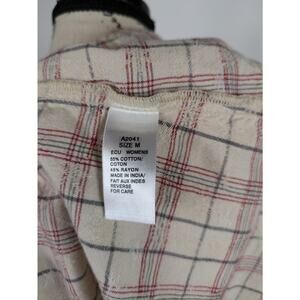 A2041
SIZE M
ECU WOMENS
55% COTTON/
COTON
45% RAYON
MADE IN INDIA/
FAIT AUX INDES
REVERSE
FOR CARE